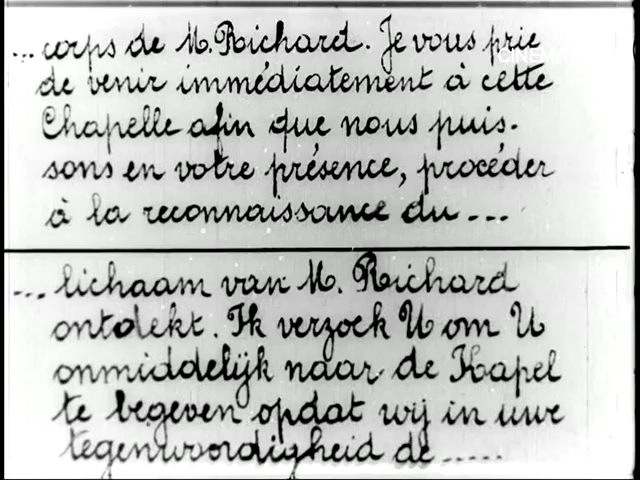 ... corps de M. Richard. Je vous prie
de venir immédiatement à cette
Chapelle afin que nous puis-
sons en votre présence, procéder
à la reconnaissance du ...
... lichaam van M. Richard
ontdekt. Ik verzoek U om U
onmiddelijk naar de Kapel
te begeven opdat wij in uwe
tegenwoordigheid de .....